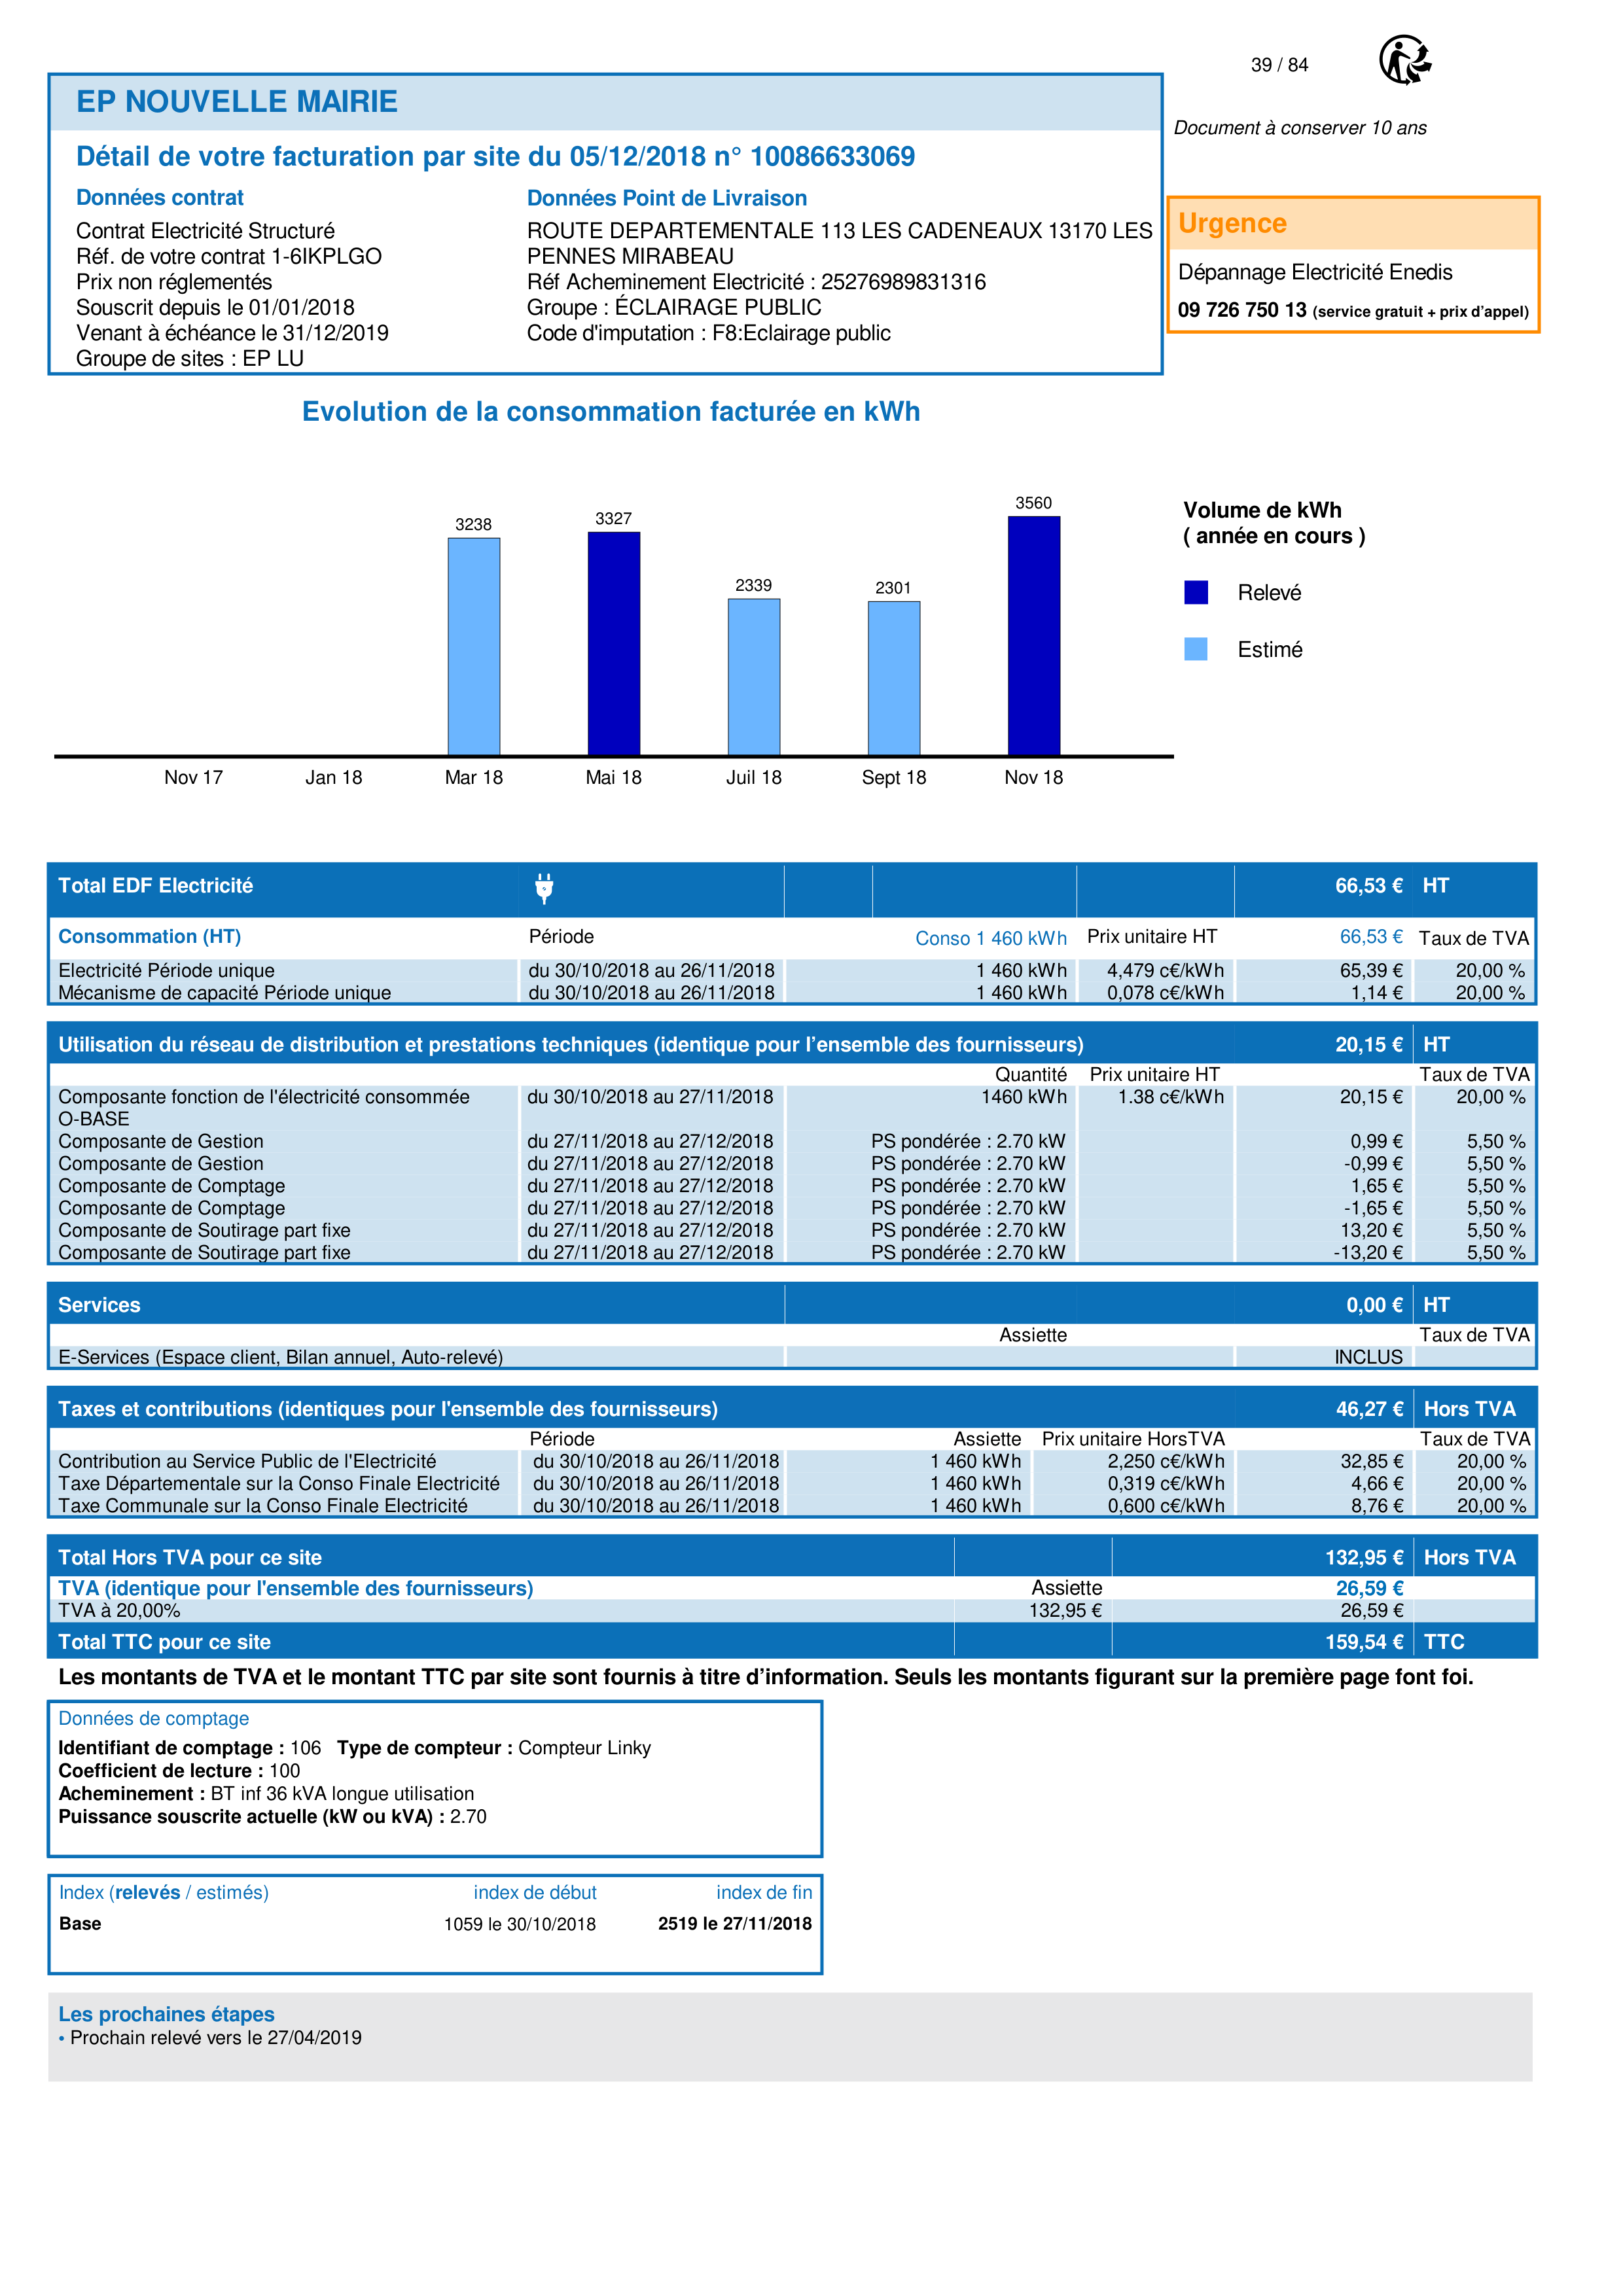 39 / 84
EP NOUVELLE MAIRIE
Document à conserver 10 ans
Détail de votre facturation par site du 05/12/2018 n° 10086633069
Données contrat
Contrat Electricité Structuré
Réf. de votre contrat 1-6IKPLGO
Prix non réglementés
Souscrit depuis le 01/01/2018
Venant à échéance le 31/12/2019
Groupe de sites : EP LU
Données Point de Livraison
ROUTE DEPARTEMENTALE 113 LES CADENEAUX 13170 LES
PENNES MIRABEAU
Réf Acheminement Electricité : 25276989831316
Groupe : ÉCLAIRAGE PUBLIC
Code d'imputation : F8:Eclairage public
Urgence
Dépannage Electricité Enedis
09 726 750 13 (service gratuit + prix d’appel)
Evolution de la consommation facturée en kWh
3238 3327 2339 2301 3560
Nov 17 Jan 18 Mar 18 Mai 18 Juil 18 Sept 18 Nov 18
Volume de kWh
( année en cours )
Relevé
Estimé
Total EDF Electricité 66,53 € HT
Consommation (HT) Période Conso 1 460 kWh Prix unitaire HT 66,53 € Taux de TVA
Electricité Période unique du 30/10/2018 au 26/11/2018 1 460 kWh 4,479 c€/kWh 65,39 € 20,00 %
Mécanisme de capacité Période unique du 30/10/2018 au 26/11/2018 1 460 kWh 0,078 c€/kWh 1,14 € 20,00 %
Utilisation du réseau de distribution et prestations techniques (identique pour l’ensemble des fournisseurs) 20,15 € HT
Quantité Prix unitaire HT Taux de TVA
Composante fonction de l'électricité consommée du 30/10/2018 au 27/11/2018 1460 kWh 1.38 c€/kWh 20,15 € 20,00 %
O-BASE
Composante de Gestion du 27/11/2018 au 27/12/2018 PS pondérée : 2.70 kW 0,99 € 5,50 %
Composante de Gestion du 27/11/2018 au 27/12/2018 PS pondérée : 2.70 kW -0,99 € 5,50 %
Composante de Comptage du 27/11/2018 au 27/12/2018 PS pondérée : 2.70 kW 1,65 € 5,50 %
Composante de Comptage du 27/11/2018 au 27/12/2018 PS pondérée : 2.70 kW -1,65 € 5,50 %
Composante de Soutirage part fixe du 27/11/2018 au 27/12/2018 PS pondérée : 2.70 kW 13,20 € 5,50 %
Composante de Soutirage part fixe du 27/11/2018 au 27/12/2018 PS pondérée : 2.70 kW -13,20 € 5,50 %
Services 0,00 € HT
Assiette Taux de TVA
E-Services (Espace client, Bilan annuel, Auto-relevé) INCLUS
Taxes et contributions (identiques pour l'ensemble des fournisseurs) 46,27 € Hors TVA
Période Assiette Prix unitaire HorsTVA Taux de TVA
Contribution au Service Public de l'Electricité du 30/10/2018 au 26/11/2018 1 460 kWh 2,250 c€/kWh 32,85 € 20,00 %
Taxe Départementale sur la Conso Finale Electricité du 30/10/2018 au 26/11/2018 1 460 kWh 0,319 c€/kWh 4,66 € 20,00 %
Taxe Communale sur la Conso Finale Electricité du 30/10/2018 au 26/11/2018 1 460 kWh 0,600 c€/kWh 8,76 € 20,00 %
Total Hors TVA pour ce site 132,95 € Hors TVA
TVA (identique pour l'ensemble des fournisseurs) Assiette 26,59 €
TVA à 20,00% 132,95 € 26,59 €
Total TTC pour ce site 159,54 € TTC
Les montants de TVA et le montant TTC par site sont fournis à titre d’information. Seuls les montants figurant sur la première page font foi.
Données de comptage
Identifiant de comptage : 106 Type de compteur : Compteur Linky
Coefficient de lecture : 100
Acheminement : BT inf 36 kVA longue utilisation
Puissance souscrite actuelle (kW ou kVA) : 2.70
Index (relevés / estimés) index de début index de fin
Base 1059 le 30/10/2018 2519 le 27/11/2018
Les prochaines étapes
• Prochain relevé vers le 27/04/2019